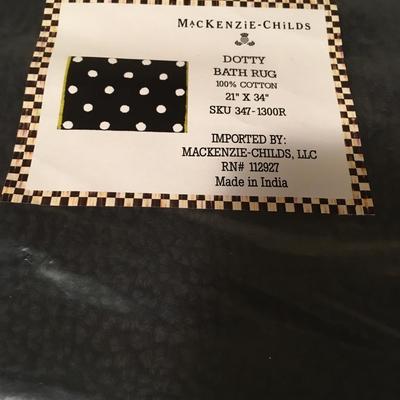 MACKENZIE-CHILDS
DOTTY
BATH RUG
100% COTTON
21" X 34"
SKU 347-1300R
IMPORTED BY:
MACKENZIE-CHILDS, LLC
RN# 112927
Made in India